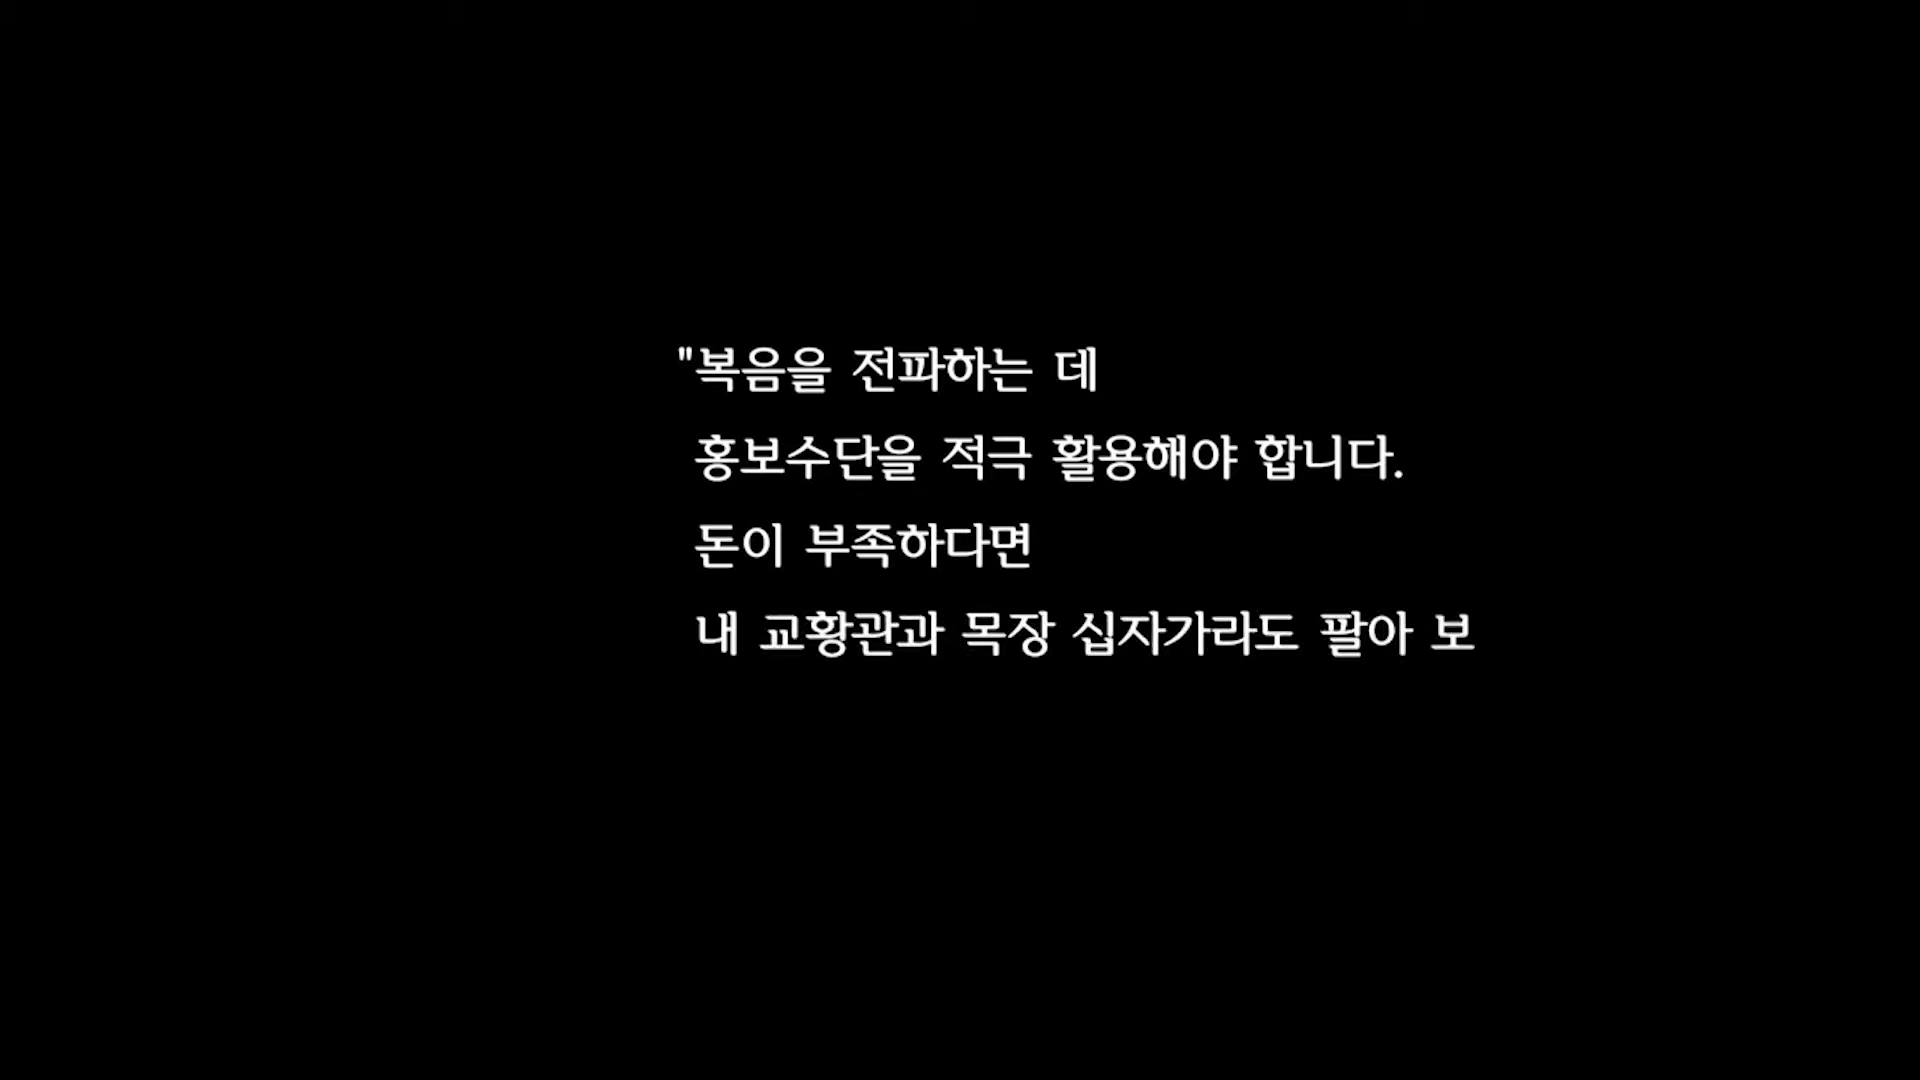 "복음을 전파하는 데
홍보수단을 적극 활용해야 합니다.
돈이 부족하다면
내 교황관과 목장 십자가라도 팔아 보